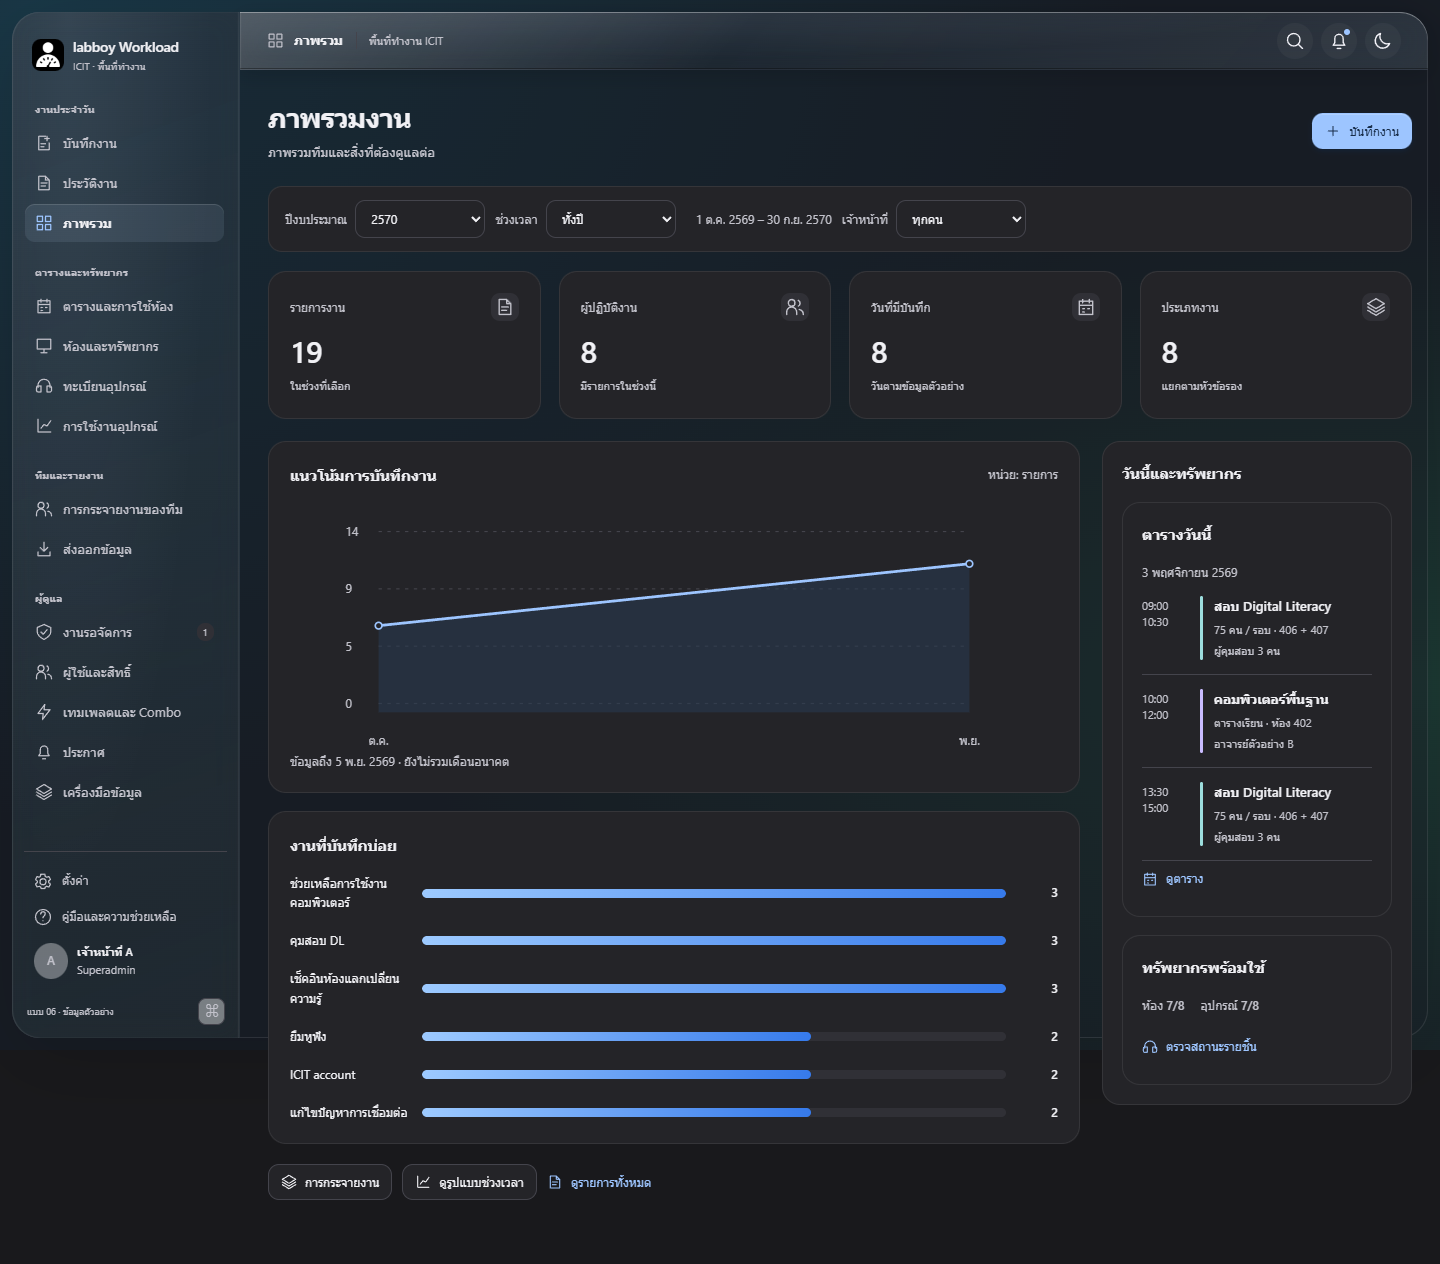 labboy Workload
ICIT · พื้นที่ทำงาน
งานประจำวัน
บันทึกงาน
ประวัติงาน
ภาพรวม
ตารางและทรัพยากร
ตารางและการใช้ห้อง
ห้องและทรัพยากร
ทะเบียนอุปกรณ์
การใช้งานอุปกรณ์
ทีมและรายงาน
การกระจายงานของทีม
ส่งออกข้อมูล
ผู้ดูแล
งานรอจัดการ 1
ผู้ใช้และสิทธิ์
เทมเพลตและ Combo
ประกาศ
เครื่องมือข้อมูล
ตั้งค่า
คู่มือและความช่วยเหลือ
A
เจ้าหน้าที่ A
Superadmin
แบบ 06 · ข้อมูลตัวอย่าง
ภาพรวม พื้นที่ทำงาน ICIT
ภาพรวมงาน
ภาพรวมทีมและสิ่งที่ต้องดูแลต่อ
+ บันทึกงาน
ปีงบประมาณ 2570 ช่วงเวลา ทั้งปี 1 ต.ค. 2569 – 30 ก.ย. 2570 เจ้าหน้าที่ ทุกคน
รายการงาน
19
ในช่วงที่เลือก
ผู้ปฏิบัติงาน
8
มีรายการในช่วงนี้
วันที่มีบันทึก
8
วันตามข้อมูลตัวอย่าง
ประเภทงาน
8
แยกตามหัวข้อรอง
แนวโน้มการบันทึกงาน
หน่วย: รายการ
14
9
5
0
ต.ค. พ.ย.
ข้อมูลถึง 5 พ.ย. 2569 · ยังไม่รวมเดือนอนาคต
งานที่บันทึกบ่อย
ช่วยเหลือการใช้งาน
คอมพิวเตอร์ 3
คุมสอบ DL 3
เช็คอินห้องแลกเปลี่ยน
ความรู้ 3
ยืมหูฟัง 2
ICIT account 2
แก้ไขปัญหาการเชื่อมต่อ 2
การกระจายงาน
ดูรูปแบบช่วงเวลา
ดูรายการทั้งหมด
วันนี้และทรัพยากร
ตารางวันนี้
3 พฤศจิกายน 2569
09:00
10:30
สอบ Digital Literacy
75 คน / รอบ · 406 + 407
ผู้คุมสอบ 3 คน
10:00
12:00
คอมพิวเตอร์พื้นฐาน
ตารางเรียน · ห้อง 402
อาจารย์ตัวอย่าง B
13:30
15:00
สอบ Digital Literacy
75 คน / รอบ · 406 + 407
ผู้คุมสอบ 3 คน
ดูตาราง
ทรัพยากรพร้อมใช้
ห้อง 7/8 อุปกรณ์ 7/8
ตรวจสถานะรายชิ้น